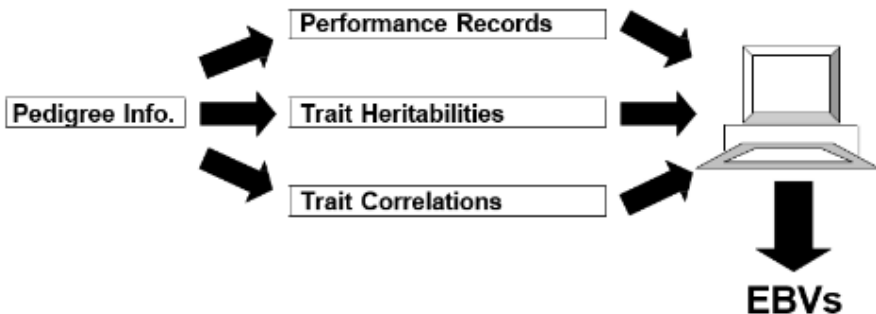 Performance Records
Pedigree Info.
Trait Heritabilities
Trait Correlations
EBVs